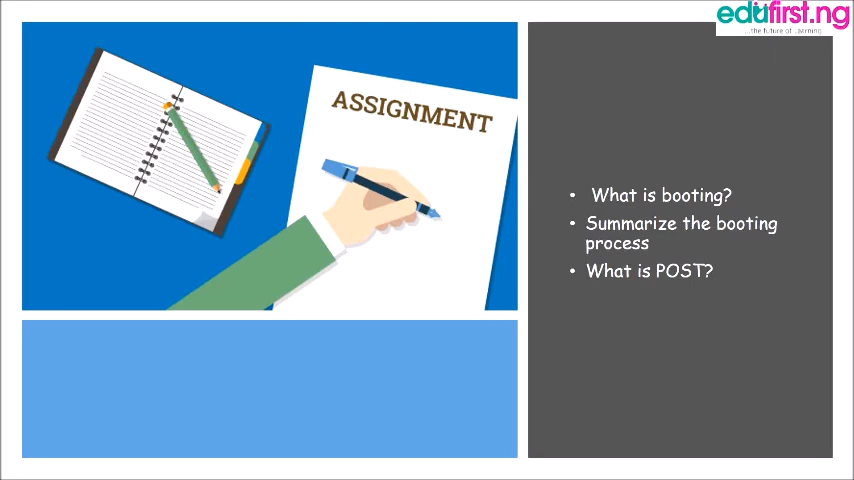 edufirst.ng
...the future of Learning
ASSIGNMENT
• What is booting?
• Summarize the booting
process
• What is POST?